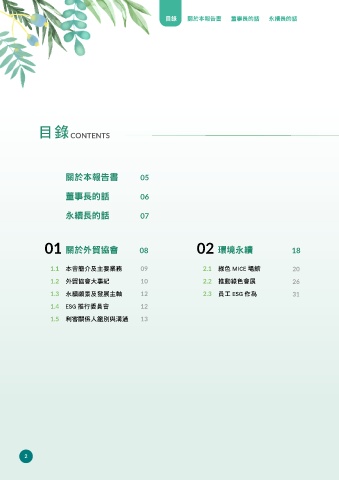 目錄 關於本報告書 董事長的話 永續長的話
目錄 CONTENTS
關於本報告書 05
董事長的話 06
永續長的話 07
01 關於外貿協會 08
1.1 本會簡介及主要業務 09
1.2 外貿協會大事紀 10
1.3 永續願景及發展主軸 12
1.4 ESG 推行委員會 12
1.5 利害關係人鑑別與溝通 13
02 環境永續 18
2.1 綠色 MICE 場館 20
2.2 推動綠色會展 26
2.3 員工 ESG 作為 31
2